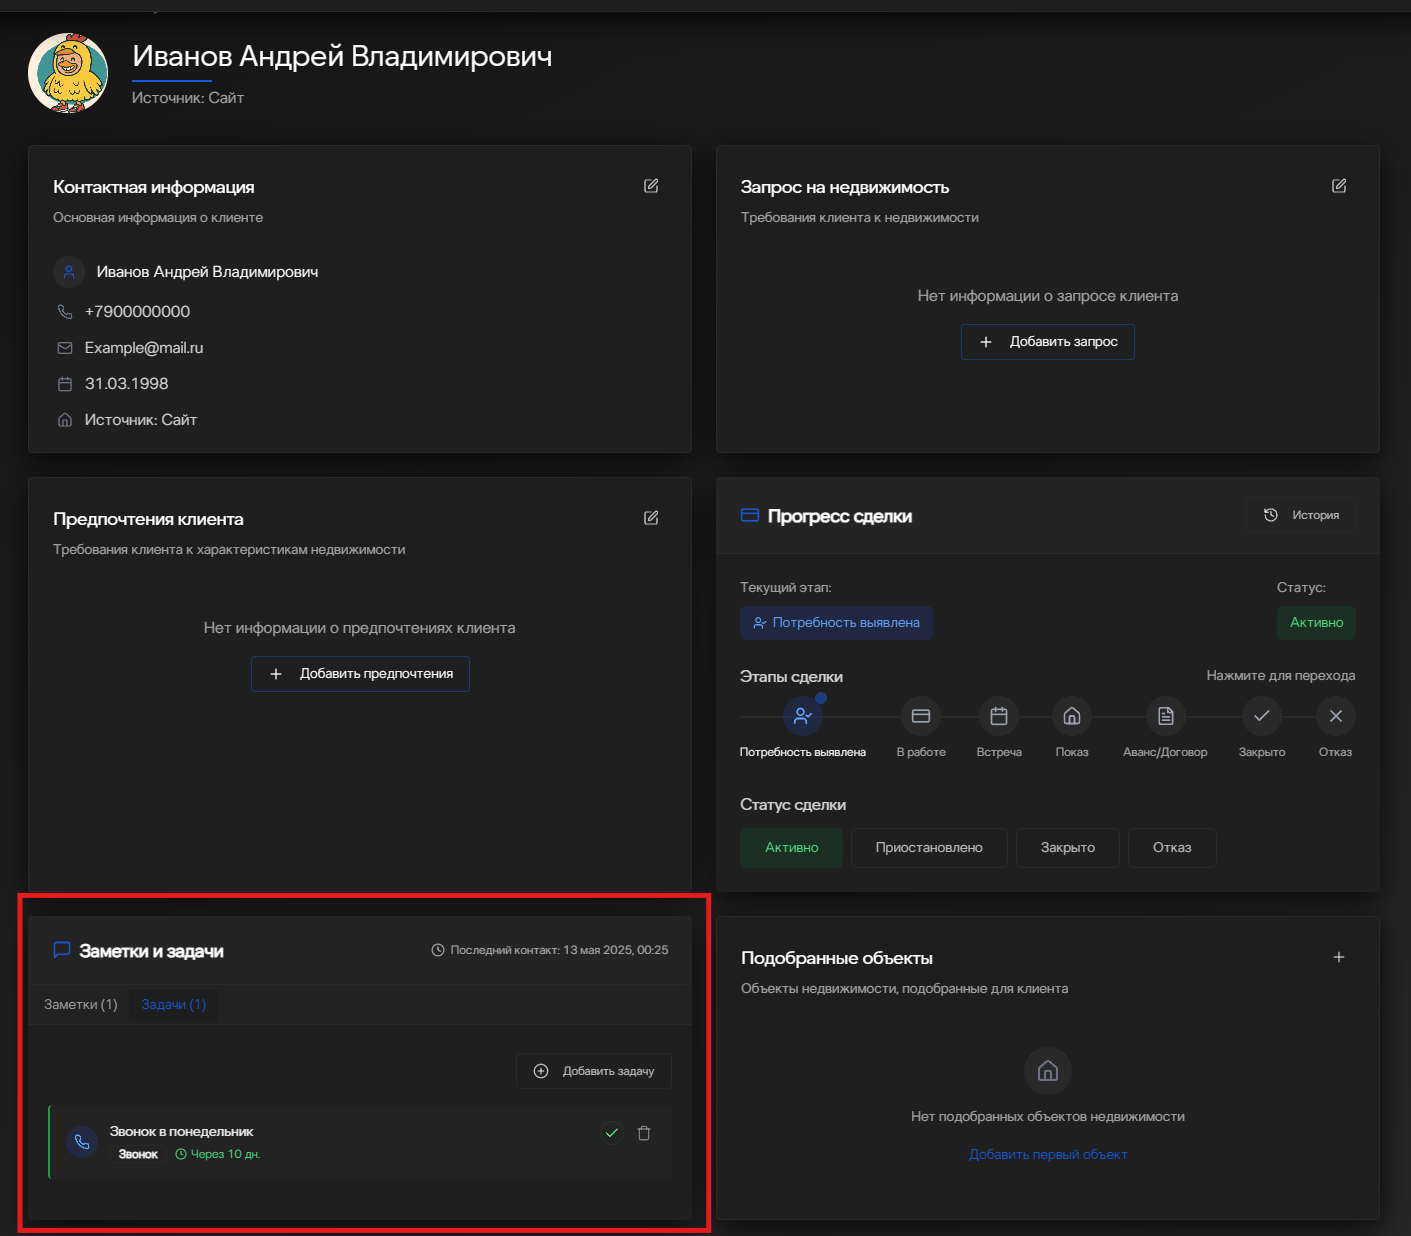 Иванов Андрей Владимирович
Источник: Сайт
Контактная информация
Основная информация о клиенте
Иванов Андрей Владимирович
+7900000000
Example@mail.ru
31.03.1998
Источник: Сайт
Запрос на недвижимость
Требования клиента к недвижимости
Нет информации о запросе клиента
Добавить запрос
Предпочтения клиента
Требования клиента к характеристикам недвижимости
Нет информации о предпочтениях клиента
Добавить предпочтения
Прогресс сделки
История
Текущий этап:
Статус:
Потребность выявлена
Активно
Этапы сделки
Нажмите для перехода
Потребность выявлена
В работе
Встреча
Показ
Аванс/Договор
Закрыто
Отказ
Статус сделки
Активно
Приостановлено
Закрыто
Отказ
Заметки и задачи
Последний контакт: 13 мая 2025, 00:25
Заметки (1)
Задачи (1)
Добавить задачу
Звонок в понедельник
Звонок
Через 10 дн.
Подобранные объекты
Объекты недвижимости, подобранные для клиента
Нет подобранных объектов недвижимости
Добавить первый объект